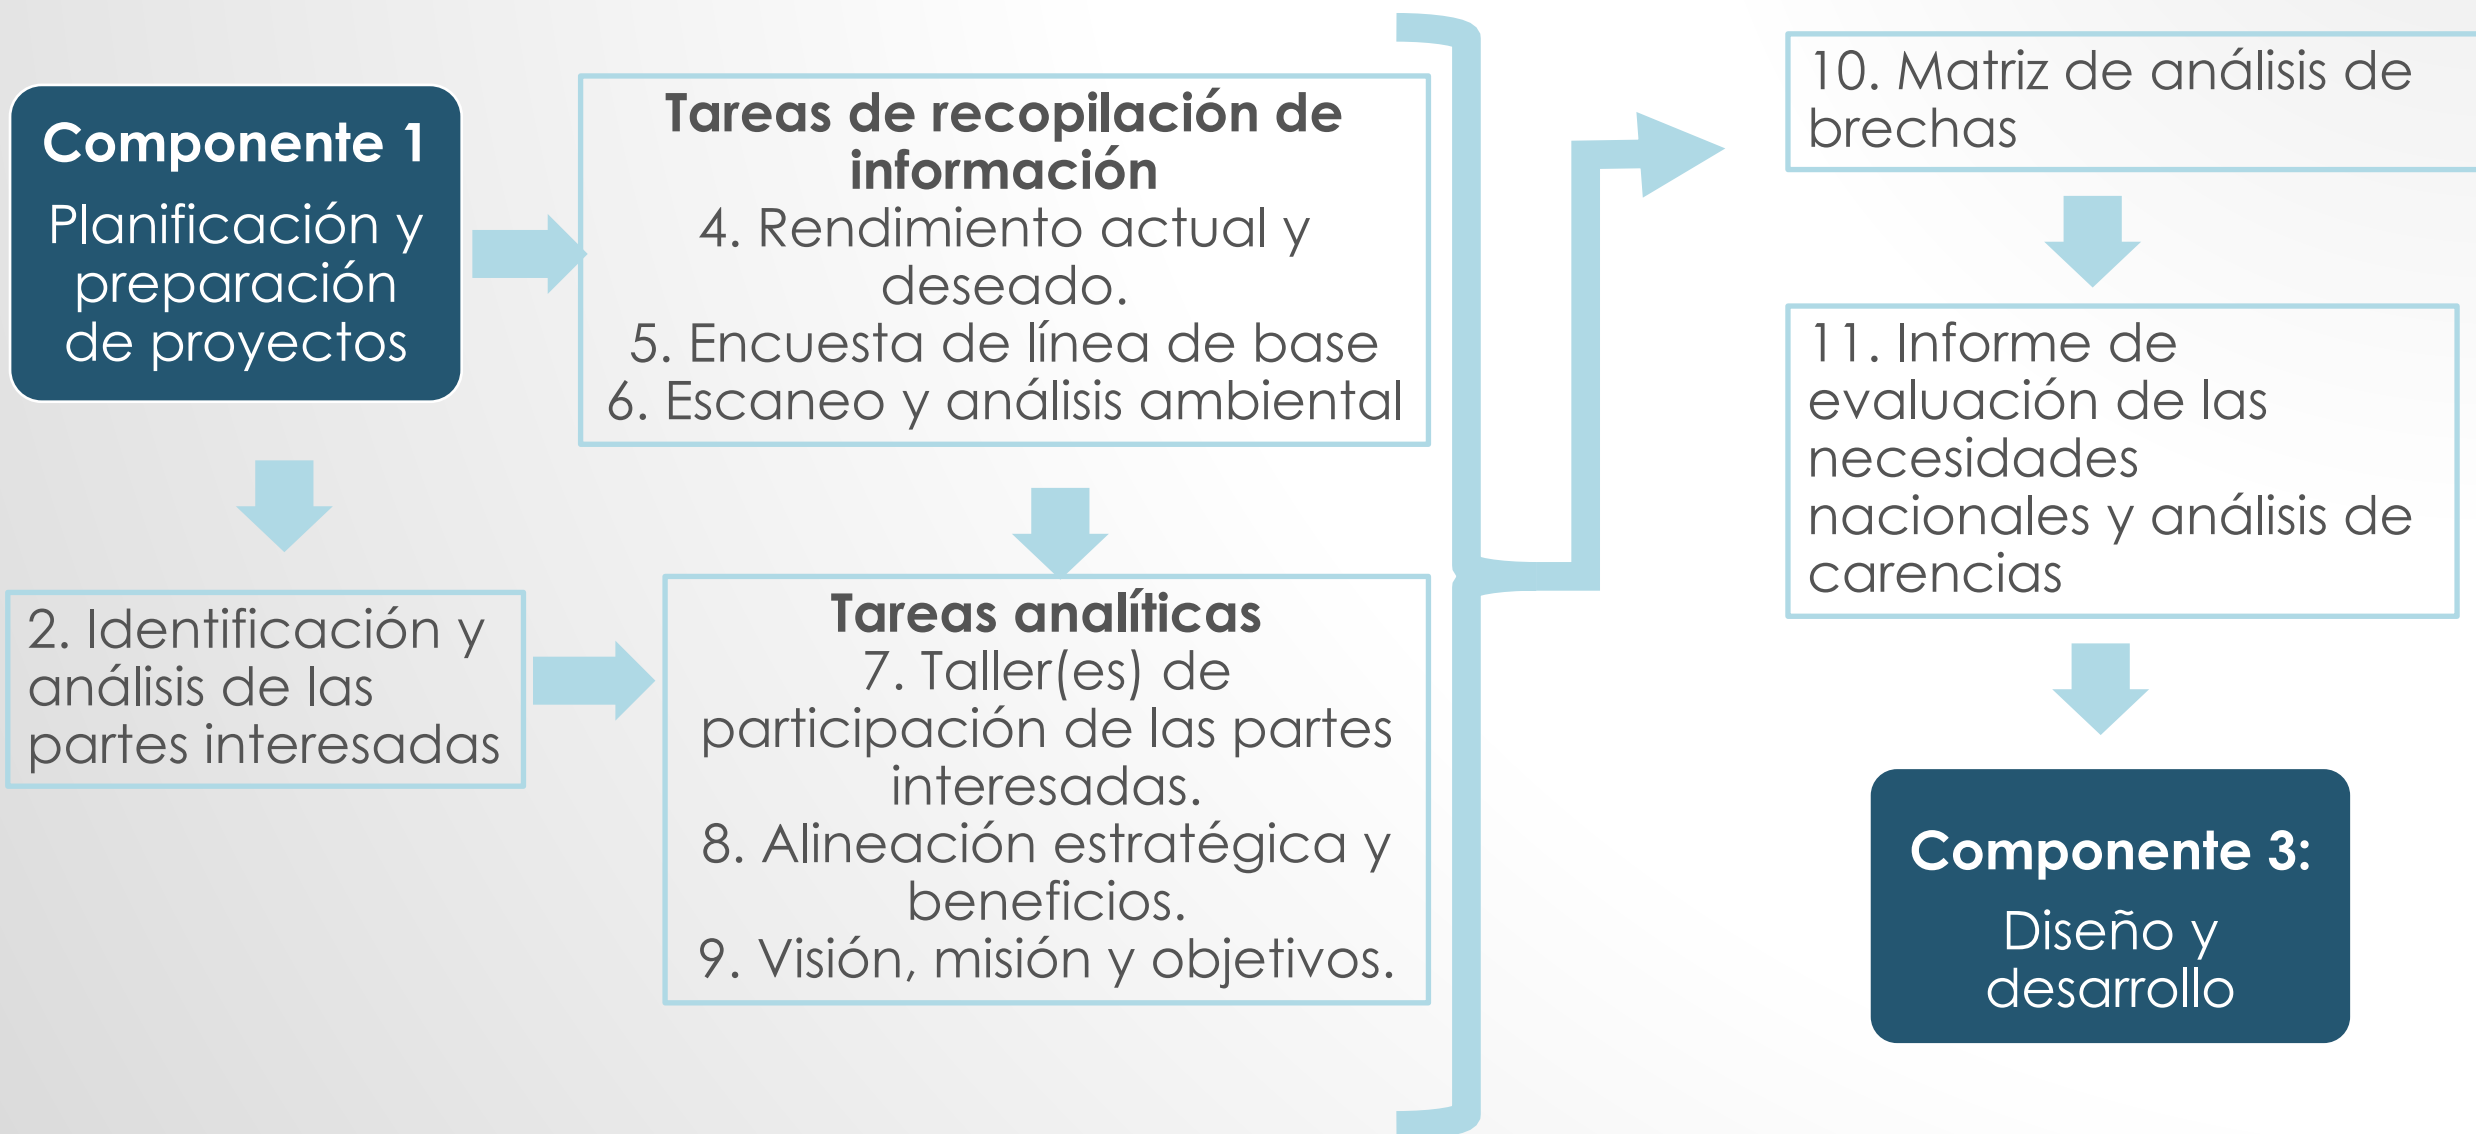 Componente 1
Planificación y
preparación
de proyectos
2. Identificación y
análisis de las
partes interesadas
Tareas de recopilación de
información
4. Rendimiento actual y
deseado.
5. Encuesta de línea de base
6. Escaneo y análisis ambiental
Tareas analíticas
7. Taller(es) de
participación de las partes
interesadas.
8. Alineación estratégica y
beneficios.
9. Visión, misión y objetivos.
10. Matriz de análisis de
brechas
11. Informe de
evaluación de las
necesidades
nacionales y análisis de
carencias
Componente 3:
Diseño y
desarrollo